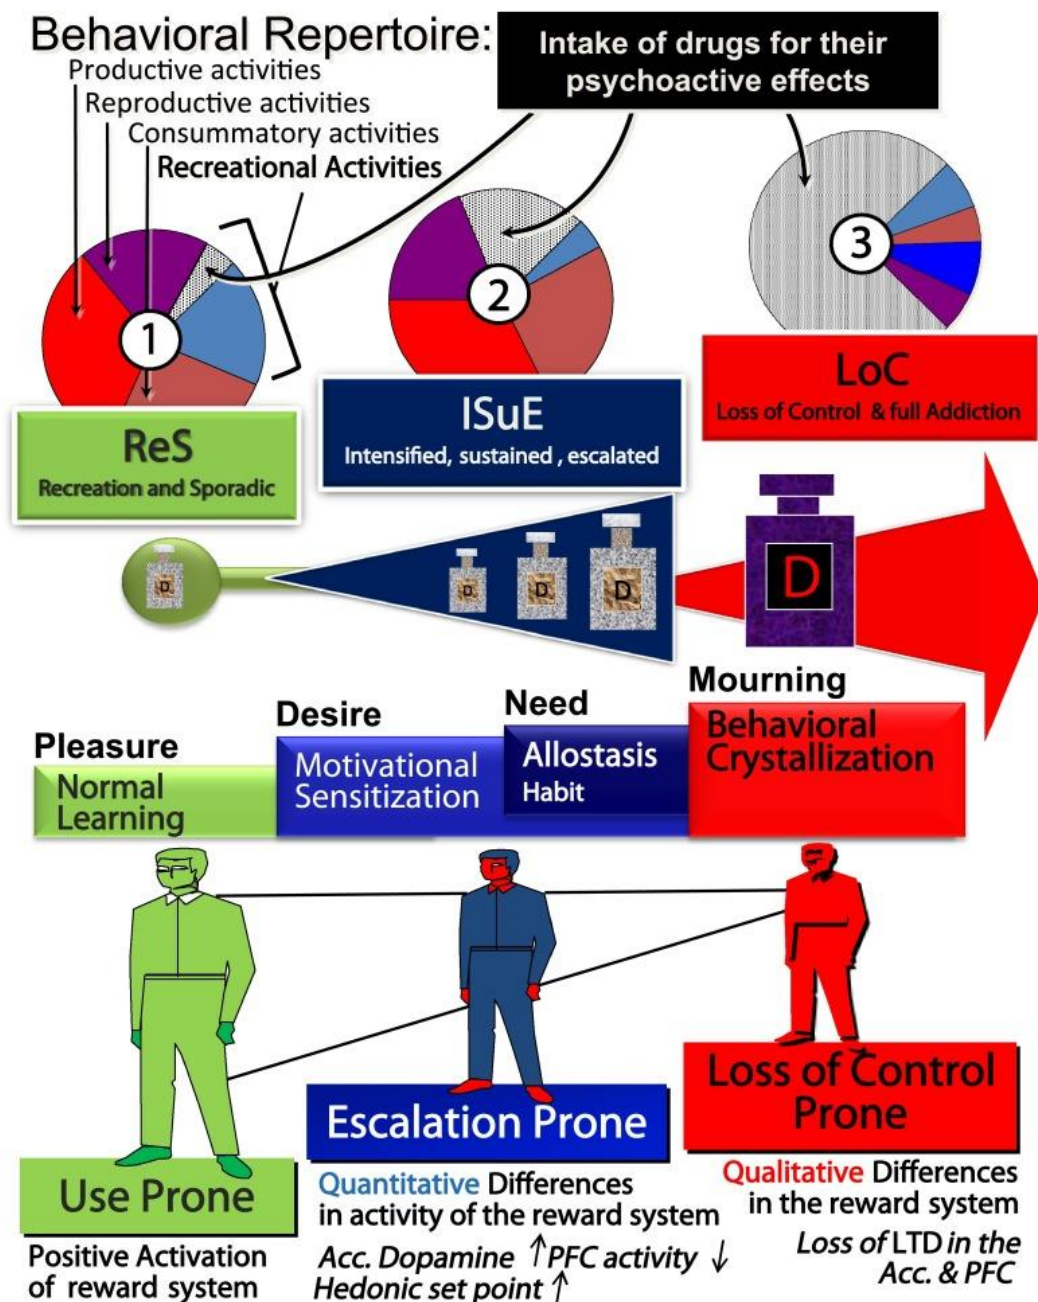 Behavioral Repertoire:
Intake of drugs for their
psychoactive effects
Productive activities
Reproductive activities
Consummatory activities
Recreational Activities
1
2
3
ReS
Recreation and Sporadic
ISuE
Intensified, sustained , escalated
LoC
Loss of Control & full Addiction
D
D
D
D
D
Pleasure
Normal
Learning
Desire
Motivational
Sensitization
Need
Allostasis
Habit
Mourning
Behavioral
Crystallization
Use Prone
Positive Activation
of reward system
Escalation Prone
Quantitative Differences
in activity of the reward system
Acc. Dopamine ↑PFC activity ↓
Hedonic set point ↑
Loss of Control
Prone
Qualitative Differences
in the reward system
Loss of LTD in the
Acc. & PFC